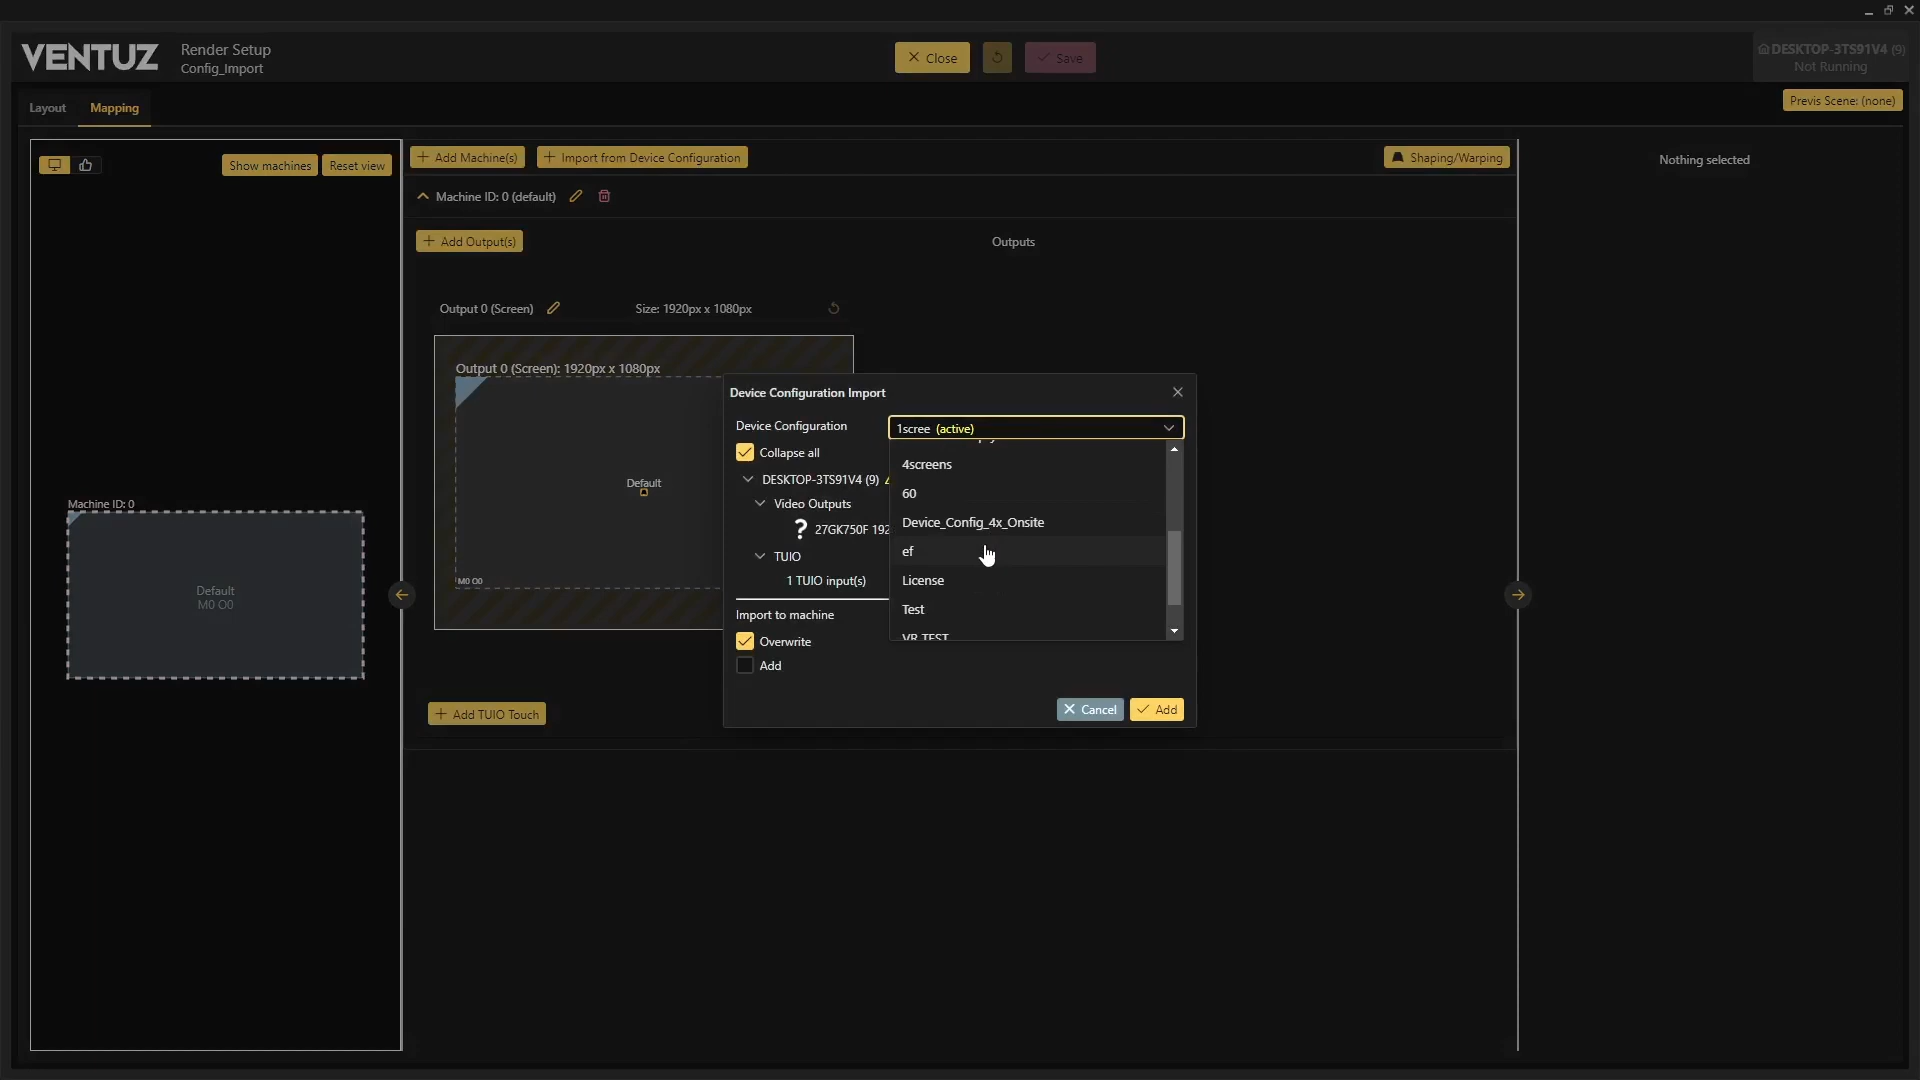 VENTUZ
Render Setup
Config_Import
Close
Save
DESKTOP-3TS91V4 (9)
Not Running
Layout
Mapping
Previs Scene: (none)
Show machines
Reset view
Add Machine(s)
Import from Device Configuration
Shaping/Warping
Nothing selected
Machine ID: 0 (default)
Add Output(s)
Outputs
Output 0 (Screen)
Size: 1920px x 1080px
Output 0 (Screen): 1920px x 1080px
Default
M0 O0
Machine ID: 0
Default
M0 O0
Add TUIO Touch
Device Configuration Import
Device Configuration
1scree (active)
Collapse all
DESKTOP-3TS91V4 (9)
Video Outputs
27GK750F 192
TUIO
1 TUIO input(s)
4screens
60
Device_Config_4x_Onsite
ef
License
Test
VR TEST
Import to machine
Overwrite
Add
Cancel
Add